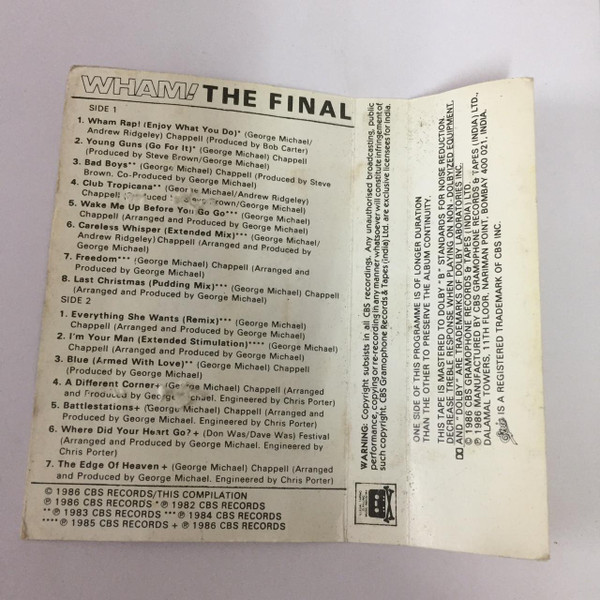 WHAM! THE FINAL
SIDE 1
1. Wham Rap! (Enjoy What You Do)* (George Michael/
Andrew Ridgeley) Chappell (Produced by Bob Carter)
2. Young Guns (Go For It)* (George Michael) Chappell
(Produced by Steve Brown/George Michael)
3. Bad Boys** (George Michael) Chappell (Produced by Steve
Brown. Co-Produced by George Michael)
4. Club Tropicana** (George Michael/Andrew Ridgeley)
Chappell (Produced Brown/George Michael)
5. Wake Me Up Before You Go Go*** (George Michael)
Chappell (Arranged and Produced by George Michael)
6. Careless Whisper (Extended Mix)*** (George Michael/
Andrew Ridgeley) Chappell (Arranged and Produced by
George Michael)
7. Freedom*** (George Michael) Chappell (Arranged and
Produced by George Michael)
8. Last Christmas (Pudding Mix)*** (George Michael) Chappell
(Arranged and Produced by George Michael)
SIDE 2
1. Everything She Wants (Remix)*** (George Michael)
Chappell (Arranged and Produced by George Michael)
2. I'm Your Man (Extended Stimulation)**** (George Michael)
Chappell (Arranged and Produced by George Michael)
3. Blue (Armed With Love)** (George Michael) Chappell
(Produced by George Michael)
4. A Different Corner+ (George Michael) Chappell (Arranged
and Produced by George Michael. Engineered by Chris Porter)
5. Battlestations+ (George Michael) Chappell (Arranged and
Produced by George Michael. Engineered by Chris Porter)
6. Where Did Your Heart Go?+ (Don Was/Dave Was) Festival
(Arranged and Produced by George Michael. Engineered by
Chris Porter)
7. The Edge Of Heaven+ (George Michael) Chappell (Arranged
and Produced by George Michael. Engineered by Chris Porter)
© 1986 CBS RECORDS/THIS COMPILATION
℗ 1986 CBS RECORDS *℗ 1982 CBS RECORDS
**℗ 1983 CBS RECORDS ***℗ 1984 CBS RECORDS
****℗ 1985 CBS RECORDS + ℗ 1986 CBS RECORDS
WARNING: Copyright subsists in all CBS recordings. Any unauthorised broadcasting, public
performance, copying or re-recording in any manner whatsoever will constitute infringement of
such copyright. CBS Gramophone Records & Tapes (India) Ltd. are exclusive licensees for India.
ONE SIDE OF THIS PROGRAMME IS OF LONGER DURATION
THAN THE OTHER TO PRESERVE THE ALBUM CONTINUITY.
THIS TAPE IS MASTERED TO DOLBY "B" STANDARDS FOR NOISE REDUCTION.
DECREASE TREBLE RESPONSE WHEN PLAYING ON NON-DOLBYIZED EQUIPMENT.
AND "DOLBY" ARE TRADEMARKS OF DOLBY LABORATORIES INC.
© 1986 CBS GRAMOPHONE RECORDS & TAPES (INDIA) LTD
℗ 1986 MANUFACTURED BY CBS GRAMOPHONE RECORDS & TAPES (INDIA) LTD.,
DALAMAL TOWERS, 11TH FLOOR, NARIMAN POINT, BOMBAY 400 021, INDIA.
Epic IS A REGISTERED TRADEMARK OF CBS INC.